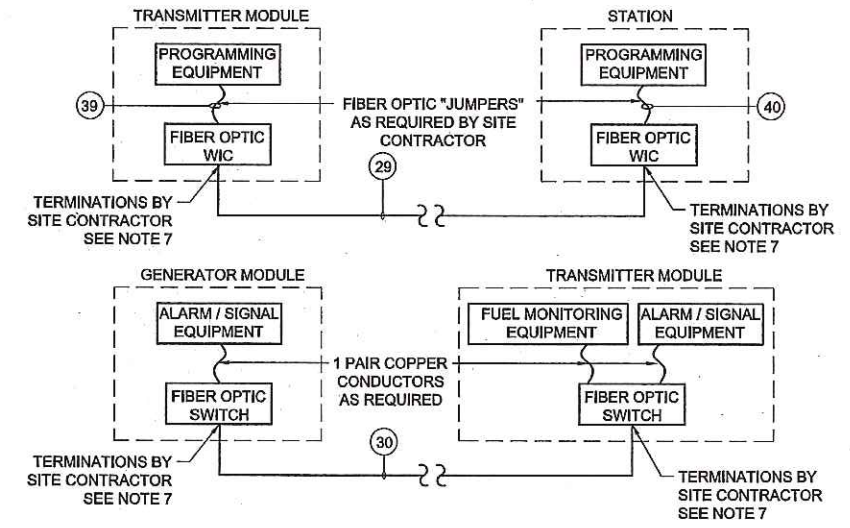 TRANSMITTER MODULE
STATION
PROGRAMMING
EQUIPMENT
PROGRAMMING
EQUIPMENT
39
FIBER OPTIC "JUMPERS"
AS REQUIRED BY SITE
CONTRACTOR
40
FIBER OPTIC
WIC
FIBER OPTIC
WIC
29
TERMINATIONS BY
SITE CONTRACTOR
SEE NOTE 7
TERMINATIONS BY
SITE CONTRACTOR
SEE NOTE 7
GENERATOR MODULE
TRANSMITTER MODULE
ALARM / SIGNAL
EQUIPMENT
FUEL MONITORING
EQUIPMENT
ALARM / SIGNAL
EQUIPMENT
1 PAIR COPPER
CONDUCTORS
AS REQUIRED
FIBER OPTIC
SWITCH
FIBER OPTIC
SWITCH
30
TERMINATIONS BY
SITE CONTRACTOR
SEE NOTE 7
TERMINATIONS BY
SITE CONTRACTOR
SEE NOTE 7